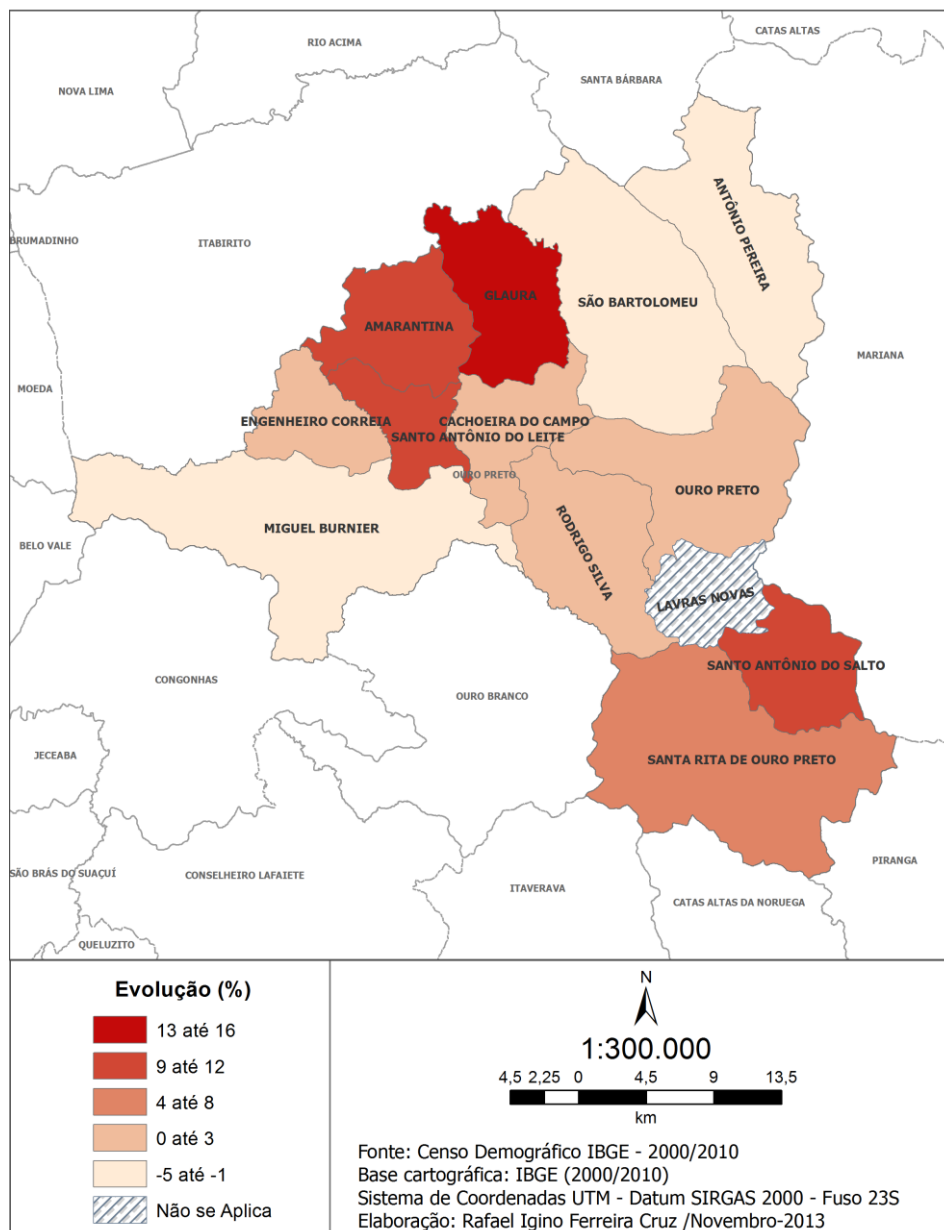 CATAS ALTAS
RIO ACIMA
SANTA BÁRBARA
NOVA LIMA
ANTÔNIO PEREIRA
BRUMADINHO
ITABIRITO
GLAURA
SÃO BARTOLOMEU
AMARANTINA
MARIANA
MOEDA
ENGENHEIRO CORREIA
CACHOEIRA DO CAMPO
SANTO ANTÔNIO DO LEITE
OURO PRETO
OURO PRETO
MIGUEL BURNIER
RODRIGO SILVA
BELO VALE
LAVRAS NOVAS
SANTO ANTÔNIO DO SALTO
CONGONHAS
OURO BRANCO
JECEABA
SANTA RITA DE OURO PRETO
PIRANGA
SÃO BRÁS DO SUAÇUÍ
CONSELHEIRO LAFAIETE
ITAVERAVA
CATAS ALTAS DA NORUEGA
QUELUZITO
Evolução (%)
13 até 16
9 até 12
4 até 8
0 até 3
-5 até -1
Não se Aplica
N
1:300.000
4,5 2,25 0 4,5 9 13,5
km
Fonte: Censo Demográfico IBGE - 2000/2010
Base cartográfica: IBGE (2000/2010)
Sistema de Coordenadas UTM - Datum SIRGAS 2000 - Fuso 23S
Elaboração: Rafael Igino Ferreira Cruz /Novembro-2013